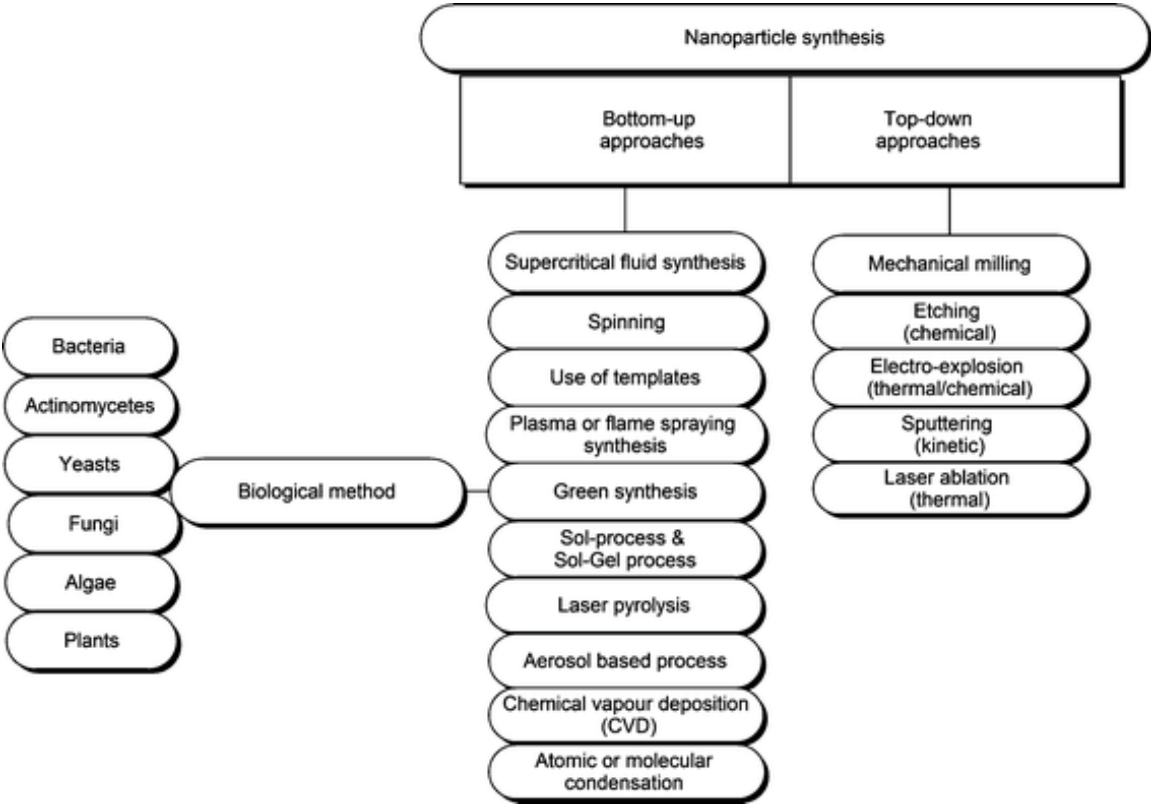 Nanoparticle synthesis
Bottom-up
approaches
Top-down
approaches
Supercritical fluid synthesis
Spinning
Use of templates
Plasma or flame spraying
synthesis
Green synthesis
Sol-process &
Sol-Gel process
Laser pyrolysis
Aerosol based process
Chemical vapour deposition
(CVD)
Atomic or molecular
condensation
Mechanical milling
Etching
(chemical)
Electro-explosion
(thermal/chemical)
Sputtering
(kinetic)
Laser ablation
(thermal)
Biological method
Bacteria
Actinomycetes
Yeasts
Fungi
Algae
Plants